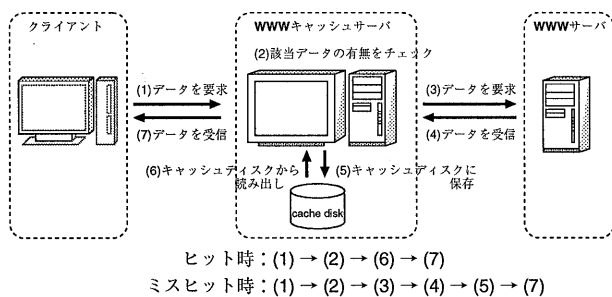 クライアント
WWWキャッシュサーバ
WWWサーバ
(2)該当データの有無をチェック
(1)データを要求
(3)データを要求
(7)データを受信
(4)データを受信
(6)キャッシュディスクから
読み出し
(5)キャッシュディスクに
保存
cache disk
ヒット時:(1) → (2) → (6) → (7)
ミスヒット時:(1) → (2) → (3) → (4) → (5) → (7)